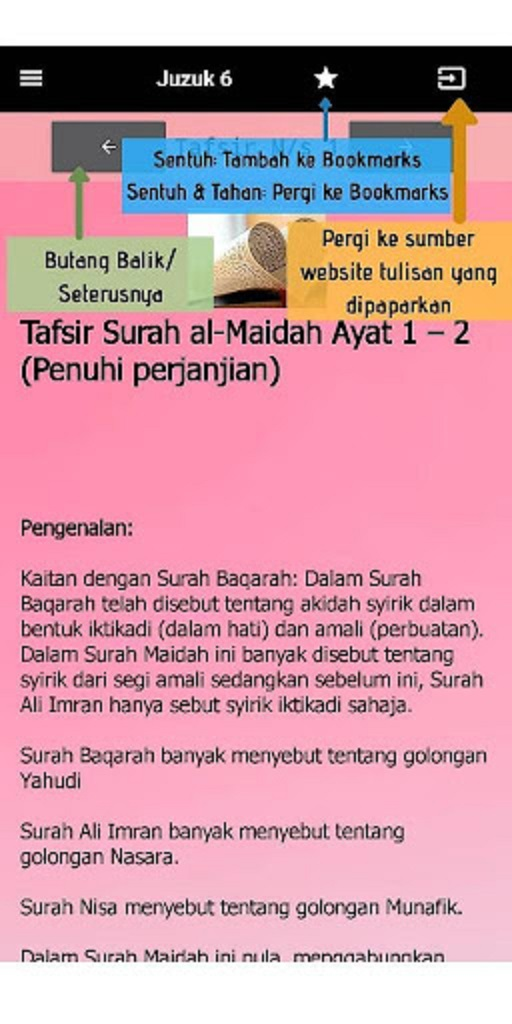 Juzuk 6
Sentuh: Tambah ke Bookmarks
Sentuh & Tahan: Pergi ke Bookmarks
Butang Balik/
Seterusnya
Pergi ke sumber
website tulisan yang
dipaparkan
Tafsir Surah al-Maidah Ayat 1 – 2
(Penuhi perjanjian)
Pengenalan:
Kaitan dengan Surah Baqarah: Dalam Surah
Baqarah telah disebut tentang akidah syirik dalam
bentuk iktikadi (dalam hati) dan amali (perbuatan).
Dalam Surah Maidah ini banyak disebut tentang
syirik dari segi amali sedangkan sebelum ini, Surah
Ali Imran hanya sebut syirik iktikadi sahaja.
Surah Baqarah banyak menyebut tentang golongan
Yahudi
Surah Ali Imran banyak menyebut tentang
golongan Nasara.
Surah Nisa menyebut tentang golongan Munafik.
Dalam Surah Maidah ini pula, menggabungkan